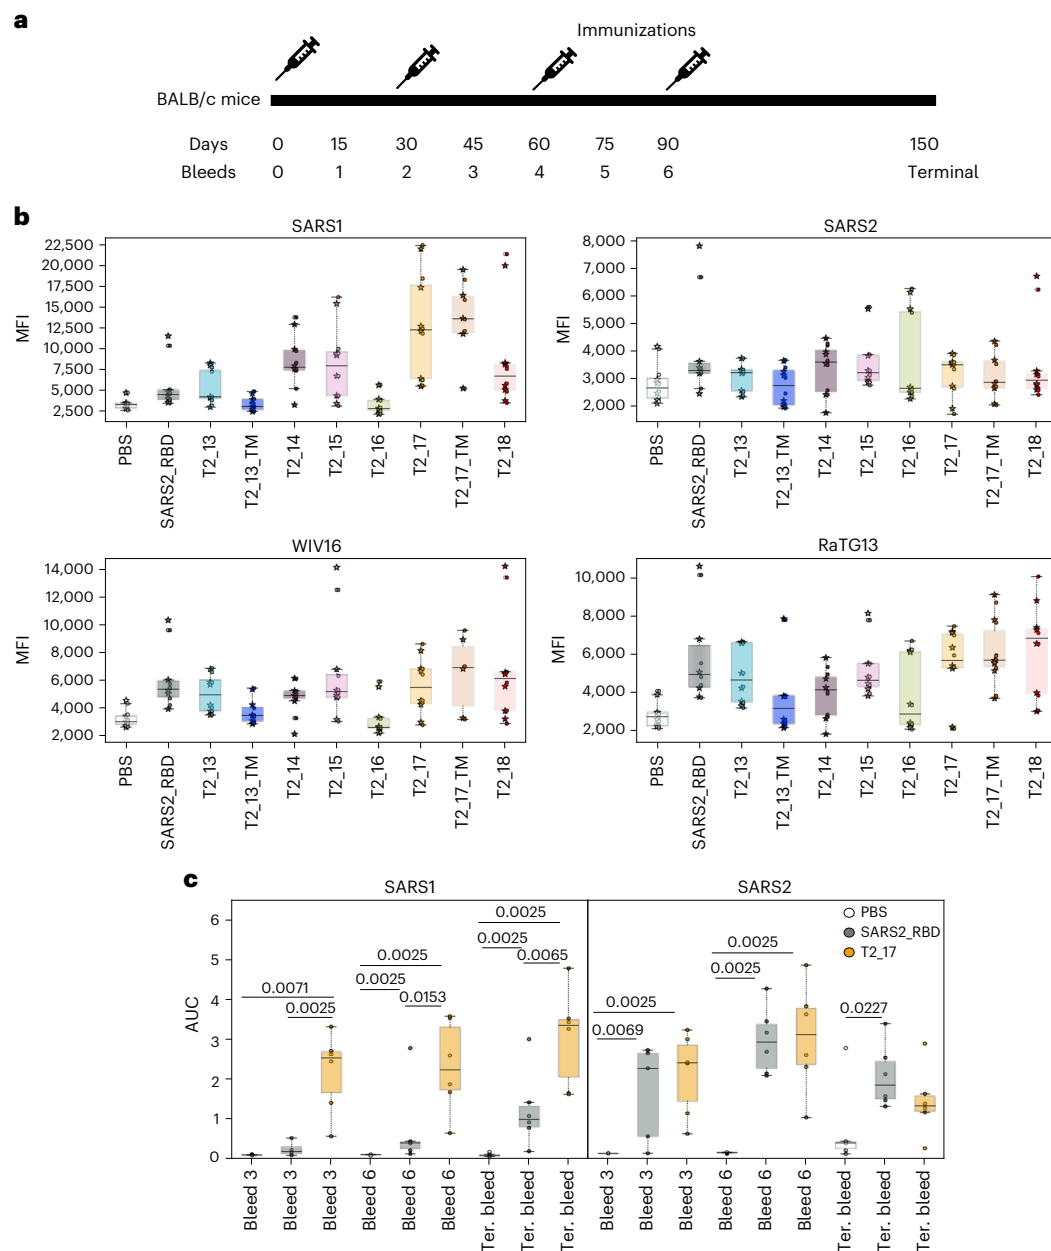 a
Immunizations
BALB/c mice
Days 0 15 30 45 60 75 90 150
Bleeds 0 1 2 3 4 5 6 Terminal
b
SARS1
MFI
22,500
20,000
17,500
15,000
12,500
10,000
7,500
5,000
2,500
PBS
SARS2_RBD
T2_13
T2_13_TM
T2_14
T2_15
T2_16
T2_17
T2_17_TM
T2_18
SARS2
MFI
8,000
7,000
6,000
5,000
4,000
3,000
2,000
PBS
SARS2_RBD
T2_13
T2_13_TM
T2_14
T2_15
T2_16
T2_17
T2_17_TM
T2_18
WIV16
MFI
14,000
12,000
10,000
8,000
6,000
4,000
2,000
PBS
SARS2_RBD
T2_13
T2_13_TM
T2_14
T2_15
T2_16
T2_17
T2_17_TM
T2_18
RaTG13
MFI
10,000
8,000
6,000
4,000
2,000
PBS
SARS2_RBD
T2_13
T2_13_TM
T2_14
T2_15
T2_16
T2_17
T2_17_TM
T2_18
c
SARS1
SARS2
AUC
6
5
4
3
2
1
0
0.0071
0.0025
0.0025
0.0025
0.0153
0.0025
0.0025
0.0065
0.0025
0.0069
0.0025
0.0025
0.0227
PBS
SARS2_RBD
T2_17
Bleed 3
Bleed 3
Bleed 3
Bleed 6
Bleed 6
Bleed 6
Ter. bleed
Ter. bleed
Ter. bleed
Bleed 3
Bleed 3
Bleed 3
Bleed 6
Bleed 6
Bleed 6
Ter. bleed
Ter. bleed
Ter. bleed